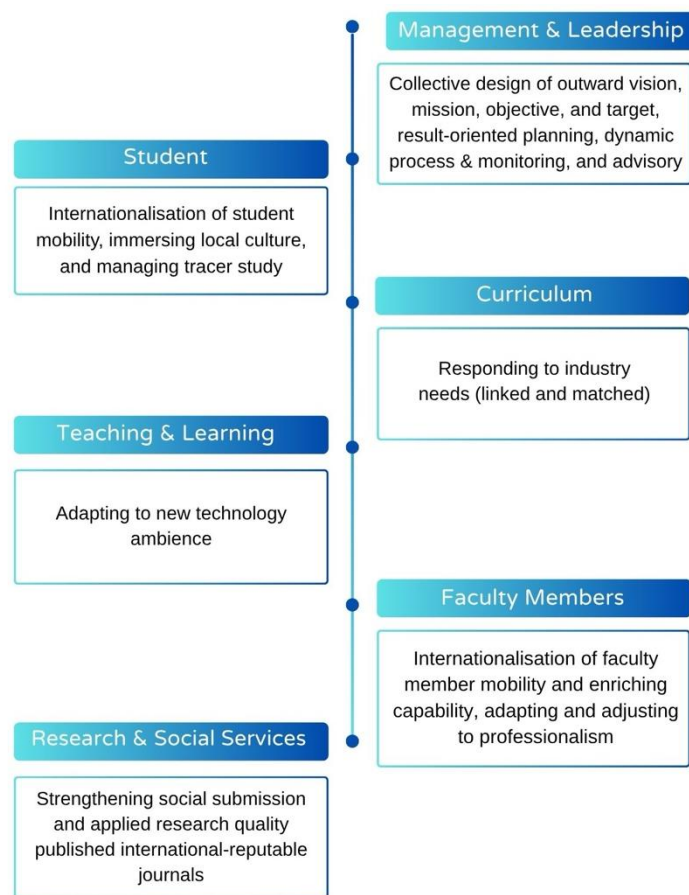 Management & Leadership
Collective design of outward vision,
mission, objective, and target,
result-oriented planning, dynamic
process & monitoring, and advisory
Student
Internationalisation of student
mobility, immersing local culture,
and managing tracer study
Curriculum
Responding to industry
needs (linked and matched)
Teaching & Learning
Adapting to new technology
ambience
Faculty Members
Internationalisation of faculty
member mobility and enriching
capability, adapting and adjusting
to professionalism
Research & Social Services
Strengthening social submission
and applied research quality
published international-reputable
journals